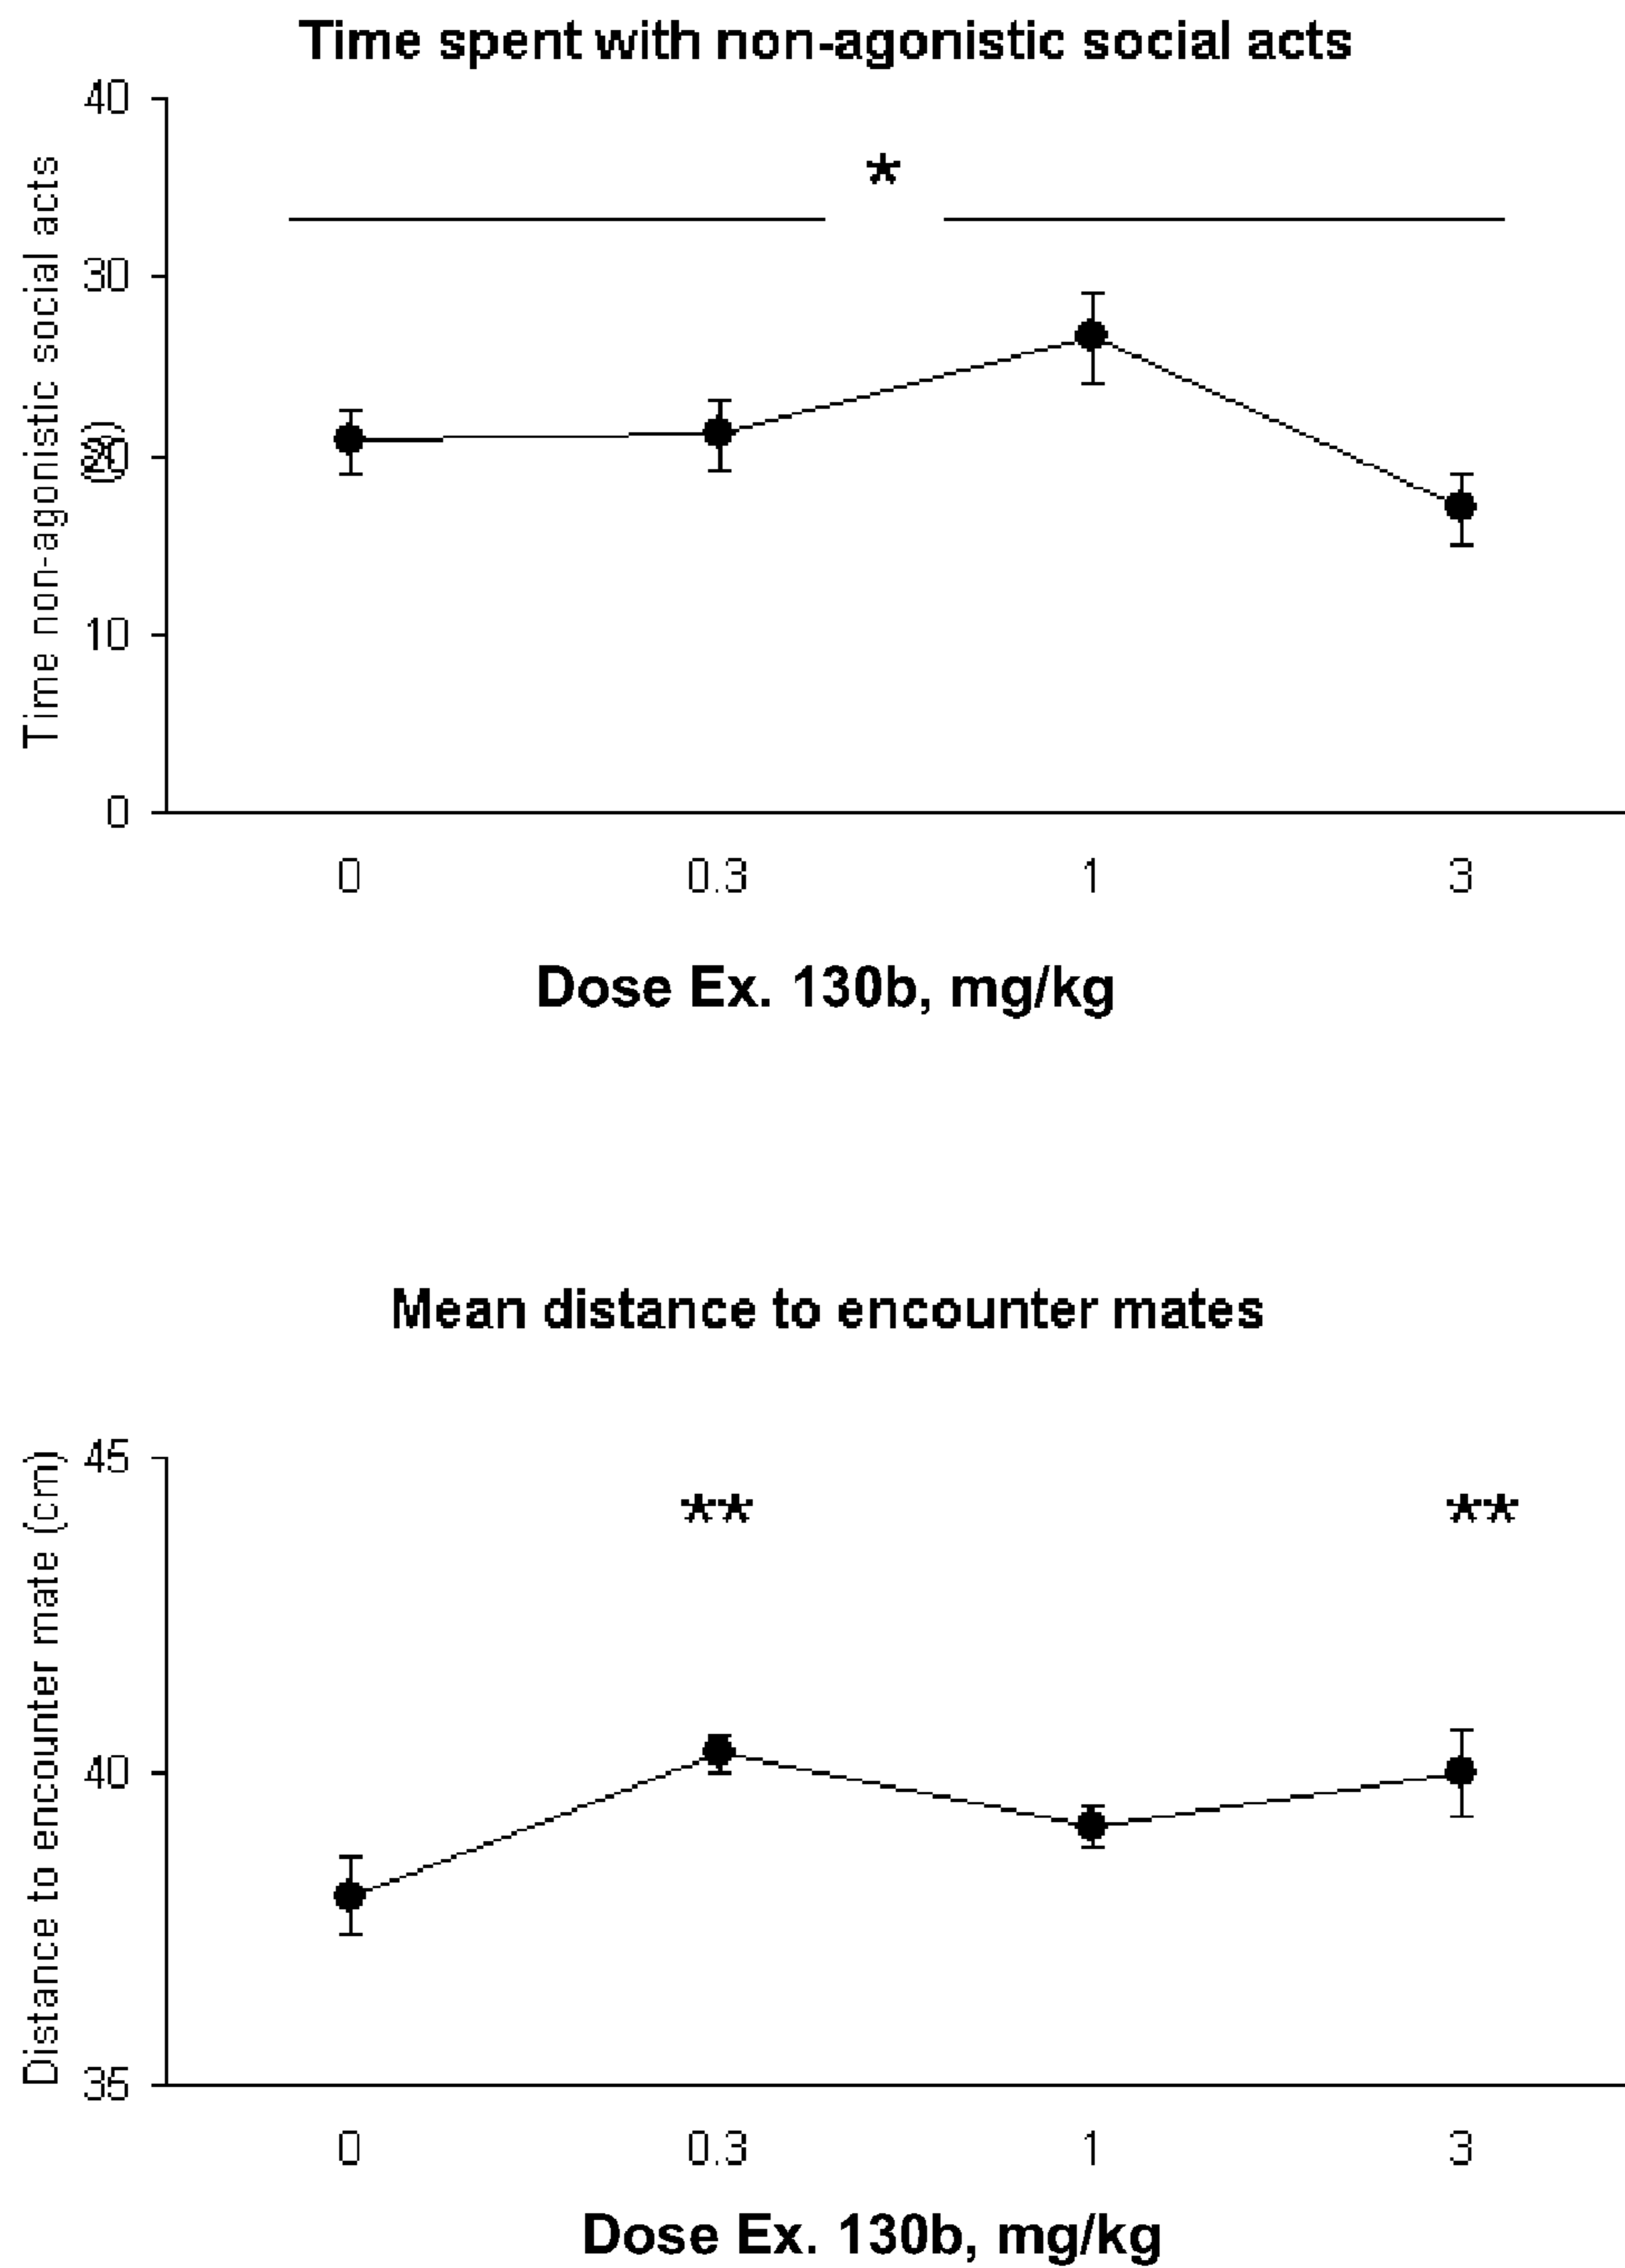 Time spent with non-agonistic social acts
Time non-agonistic social acts
(%)
40
*
30
20
10
0
0 0.3 1 3
Dose Ex. 130b, mg/kg
Mean distance to encounter mates
Distance to encounter mate (cm)
45
** **
40
35
0 0.3 1 3
Dose Ex. 130b, mg/kg